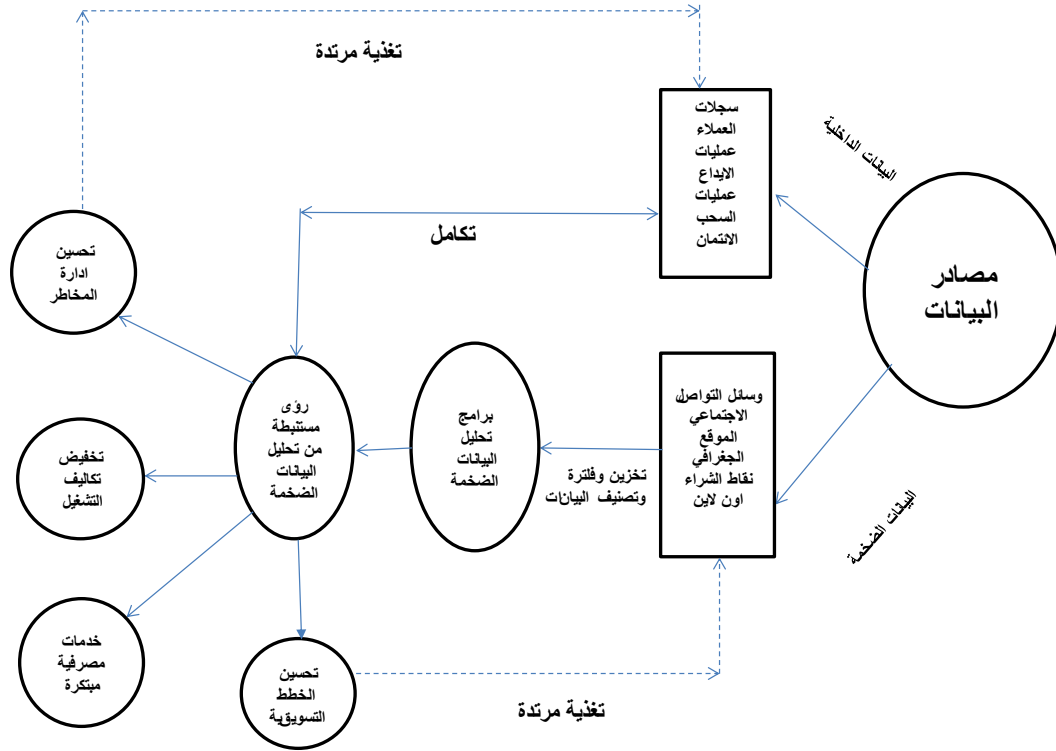 تغذية مرتدة
سجلات
العملاء
عمليات
الايداع
عمليات
السحب
الائتمان
البيانات الداخلية
مصادر
البيانات
تكامل
تحسين
ادارة
المخاطر
وسائل التواصل
الاجتماعي
الموقع
الجغرافي
نقاط الشراء
اون لاين
البيانات الضخمة
تخزين وفلترة
وتصنيف البيانات
برامج
تحليل
البيانات
الضخمة
رؤى
مستنبطة
من تحليل
البيانات
الضخمة
تخفيض
تكاليف
التشغيل
خدمات
مصرفية
مبتكرة
تحسين
الخطط
التسويقية
تغذية مرتدة